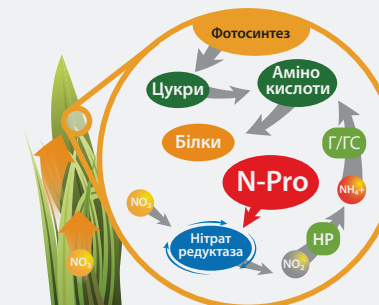 Фотосинтез
Цукри
Аміно
кислоти
Білки
Г/ГС
N-Pro
NH₄+
NO₃
Нітрат
редуктаза
НР
NO₂
NO₃